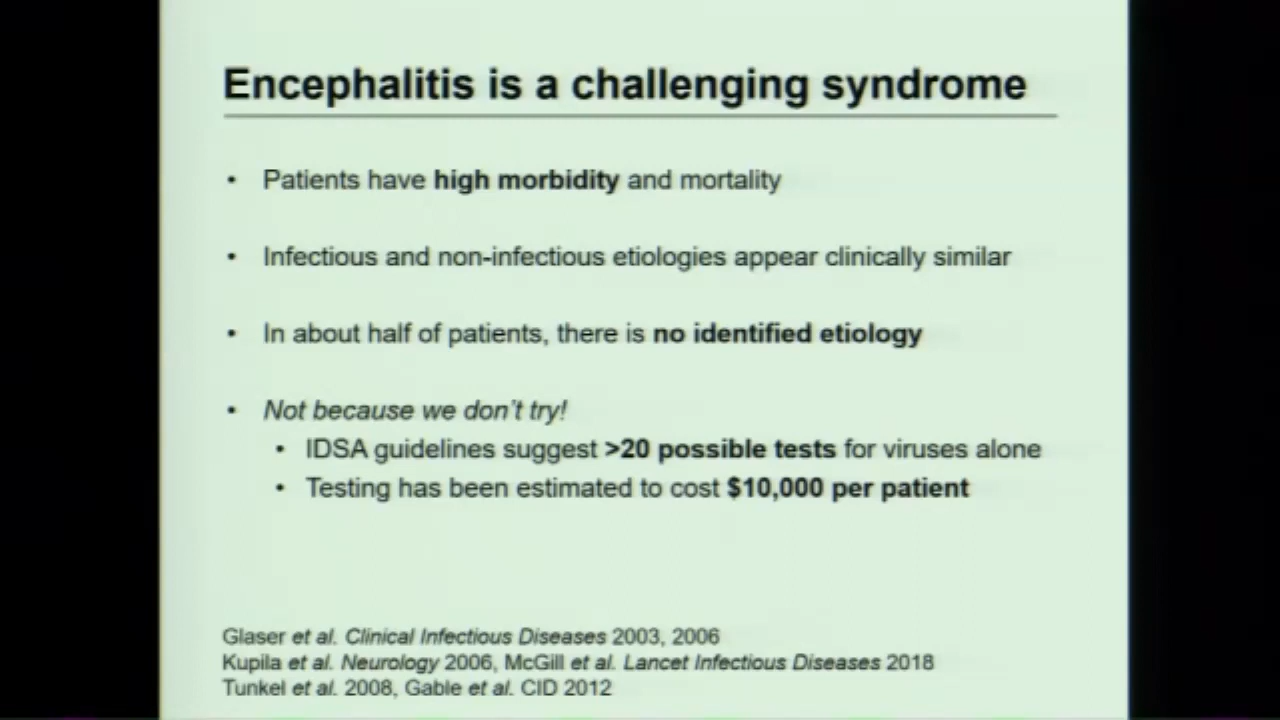 Encephalitis is a challenging syndrome
• Patients have high morbidity and mortality
• Infectious and non-infectious etiologies appear clinically similar
• In about half of patients, there is no identified etiology
• Not because we don't try!
• IDSA guidelines suggest >20 possible tests for viruses alone
• Testing has been estimated to cost $10,000 per patient
Glaser et al. Clinical Infectious Diseases 2003, 2006
Kupila et al. Neurology 2006, McGill et al. Lancet Infectious Diseases 2018
Tunkel et al. 2008, Gable et al. CID 2012